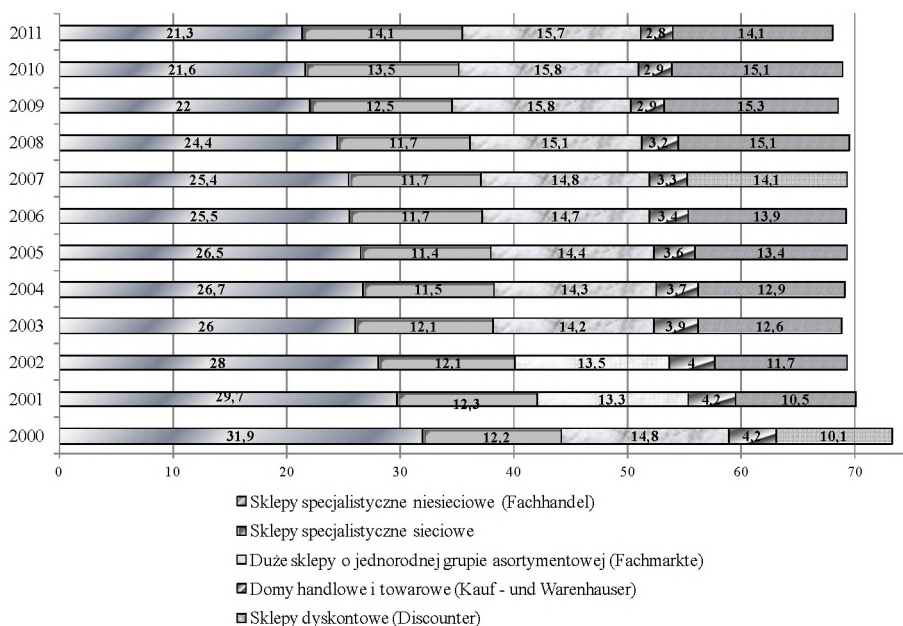 2011 21,3 14,1 15,7 2,8 14,1
2010 21,6 13,5 15,8 2,9 15,1
2009 22 12,5 15,8 2,9 15,3
2008 24,4 11,7 15,1 3,2 15,1
2007 25,4 11,7 14,8 3,3 14,1
2006 25,5 11,7 14,7 3,4 13,9
2005 26,5 11,4 14,4 3,6 13,4
2004 26,7 11,5 14,3 3,7 12,9
2003 26 12,1 14,2 3,9 12,6
2002 28 12,1 13,5 4 11,7
2001 29,7 12,3 13,3 4,2 10,5
2000 31,9 12,2 14,8 4,2 10,1
0 10 20 30 40 50 60 70
Sklepy specjalistyczne niesieciowe (Fachhandel)
Sklepy specjalistyczne sieciowe
Duże sklepy o jednorodnej grupie asortymentowej (Fachmarkte)
Domy handlowe i towarowe (Kauf - und Warenhauser)
Sklepy dyskontowe (Discounter)